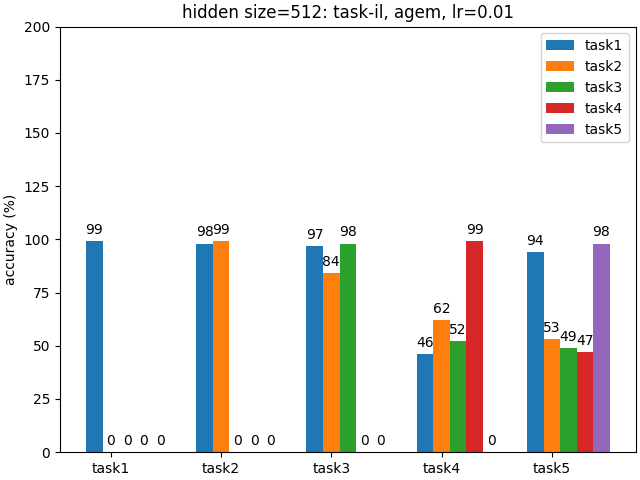 hidden size=512: task-il, agem, lr=0.01
accuracy (%)
200
175
150
125
100
75
50
25
0
task1
task2
task3
task4
task5
99 0 0 0 0
98 99 0 0 0
97 84 98 0 0
46 62 52 99 0
94 53 49 47 98
task1 task2 task3 task4 task5